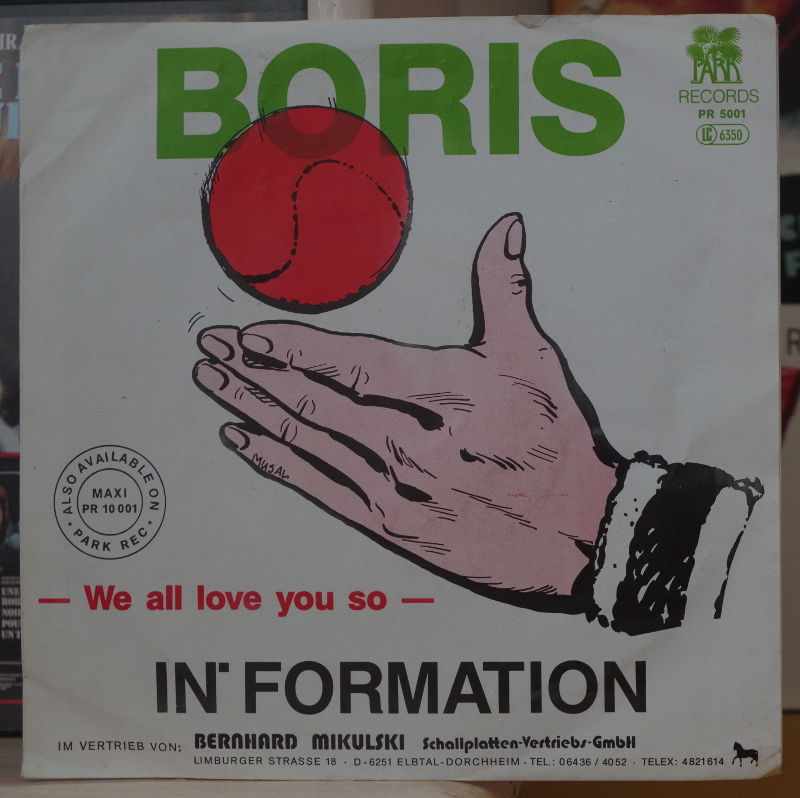 BORIS
PARK
RECORDS
PR 5001
LC 6350
MUSAL
ALSO AVAILABLE ON
MAXI
PR 10 001
• PARK REC •
— We all love you so —
IN·FORMATION
IM VERTRIEB VON: BERNHARD MIKULSKI Schallplatten-Vertriebs-GmbH
LIMBURGER STRASSE 18 · D-6251 ELBTAL-DORCHHEIM · TEL.: 06436 / 4052 · TELEX: 4821614